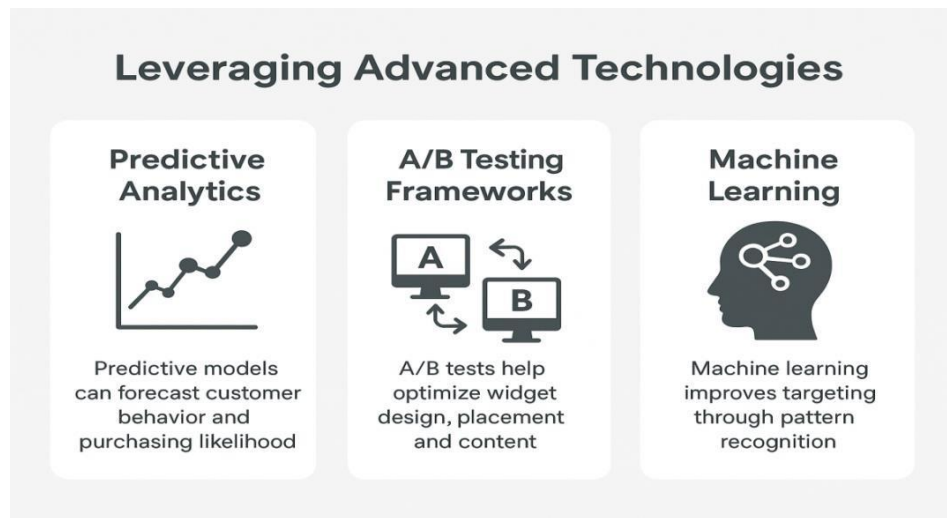 Leveraging Advanced Technologies
Predictive
Analytics
Predictive models
can forecast customer
behavior and
purchasing likelihood
A/B Testing
Frameworks
A
B
A/B tests help
optimize widget
design, placement
and content
Machine
Learning
Machine learning
improves targeting
through pattern
recognition